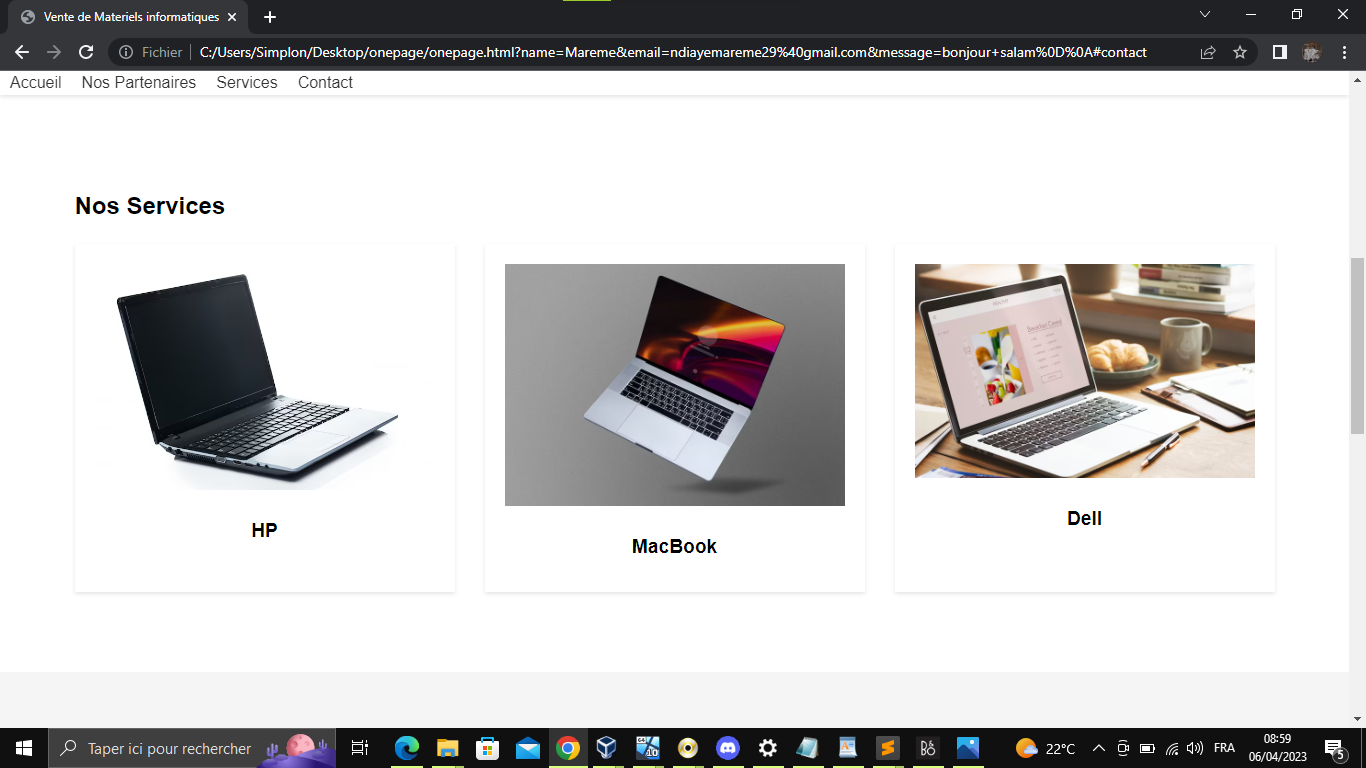 Vente de Materiels informatiques
Fichier
C:/Users/Simplon/Desktop/onepage/onepage.html?name=Mareme&email=ndiayemareme29%40gmail.com&message=bonjour+salam%0D%0A#contact
Accueil Nos Partenaires Services Contact
Nos Services
HP
MacBook
Dell
Taper ici pour rechercher
22°C
FRA
08:59
06/04/2023
5